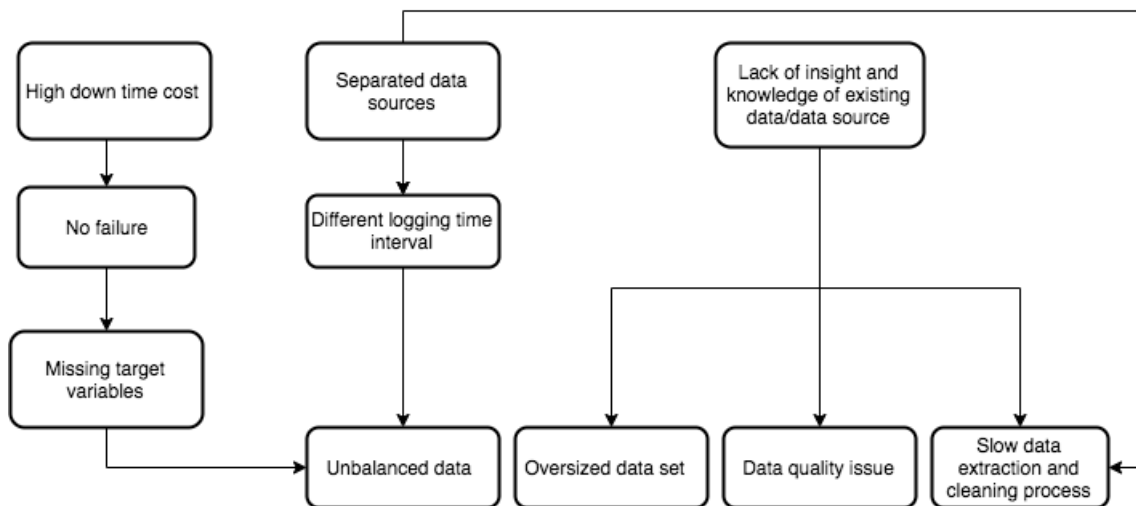 High down time cost
Separated data
sources
Lack of insight and
knowledge of existing
data/data source
No failure
Different logging time
interval
Missing target
variables
Unbalanced data
Oversized data set
Data quality issue
Slow data
extraction and
cleaning process